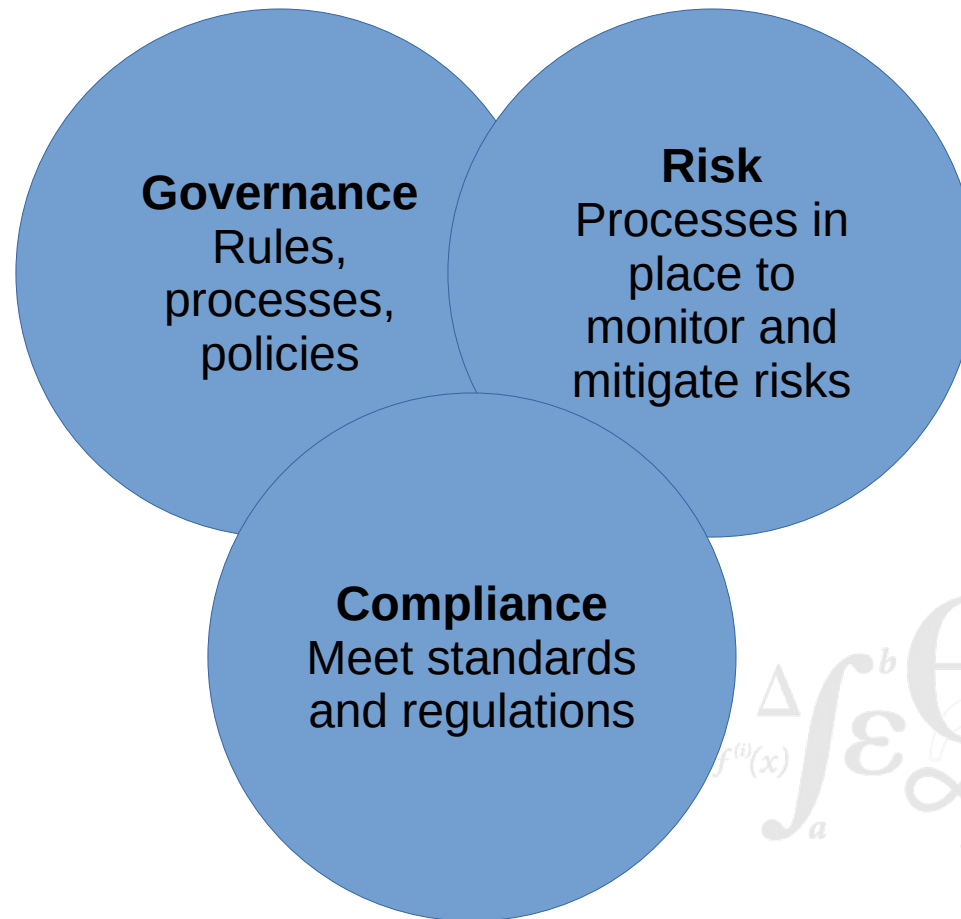 Governance
Rules,
processes,
policies
Risk
Processes in
place to
monitor and
mitigate risks
Compliance
Meet standards
and regulations
Δ
b
f⁽ⁱ⁾(x)
∫ε
∞
a